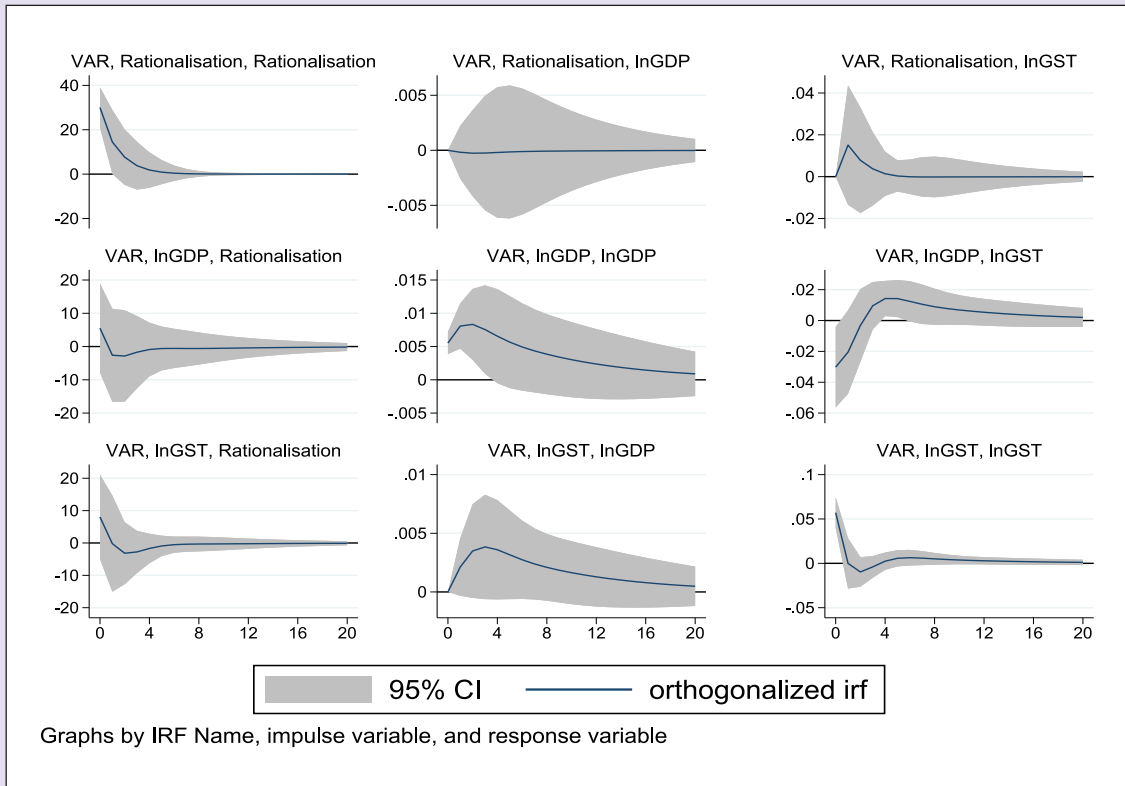 VAR, Rationalisation, Rationalisation
VAR, Rationalisation, lnGDP
VAR, Rationalisation, lnGST
40
20
0
-20
.005
0
-.005
.04
.02
0
-.02
VAR, lnGDP, Rationalisation
VAR, lnGDP, lnGDP
VAR, lnGDP, lnGST
20
10
0
-10
-20
.015
.01
.005
0
-.005
.02
0
-.02
-.04
-.06
VAR, lnGST, Rationalisation
VAR, lnGST, lnGDP
VAR, lnGST, lnGST
20
10
0
-10
-20
.01
.005
0
.1
.05
0
-.05
0 4 8 12 16 20
0 4 8 12 16 20
0 4 8 12 16 20
95% CI orthogonalized irf
Graphs by IRF Name, impulse variable, and response variable